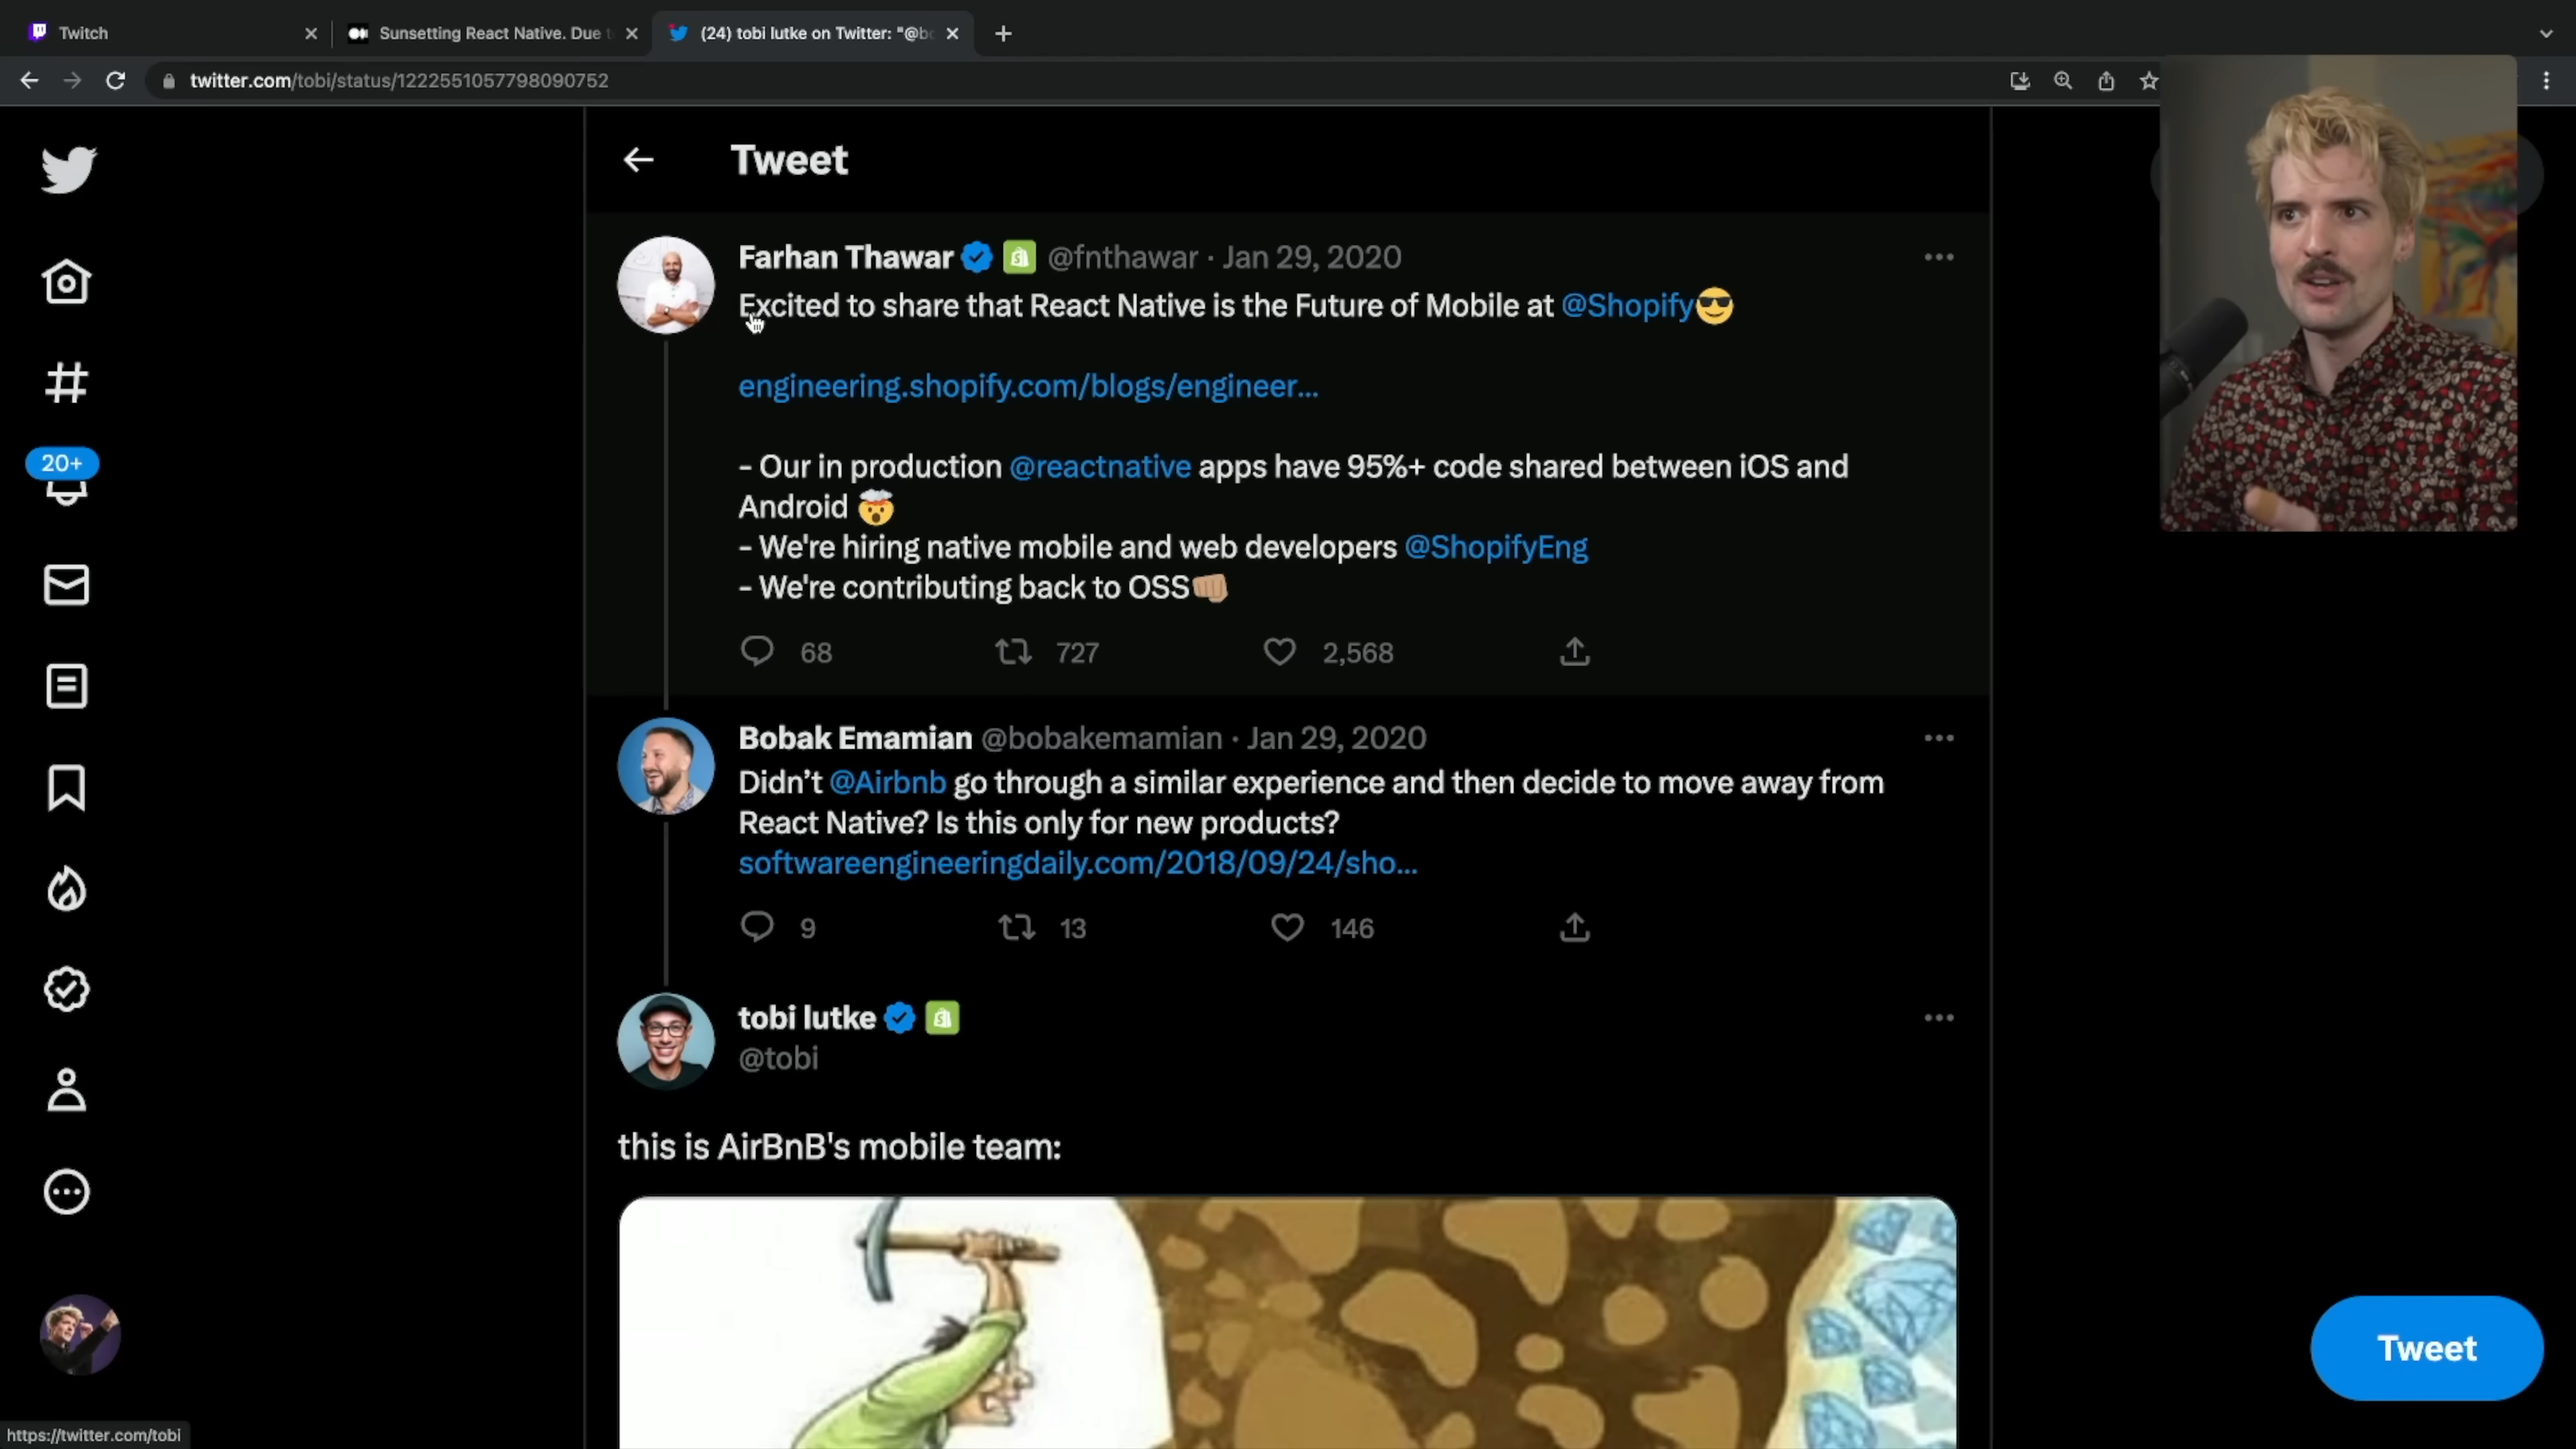 Twitch
Sunsetting React Native. Due t
(24) tobi lutke on Twitter: "@bo
twitter.com/tobi/status/1222551057798090752
Tweet
Farhan Thawar @fnthawar · Jan 29, 2020
Excited to share that React Native is the Future of Mobile at @Shopify😎
engineering.shopify.com/blogs/engineer...
- Our in production @reactnative apps have 95%+ code shared between iOS and
Android 🤯
- We're hiring native mobile and web developers @ShopifyEng
- We're contributing back to OSS👊🏼
68 727 2,568
20+
Bobak Emamian @bobakemamian · Jan 29, 2020
Didn’t @Airbnb go through a similar experience and then decide to move away from
React Native? Is this only for new products?
softwareengineeringdaily.com/2018/09/24/sho...
9 13 146
tobi lutke
@tobi
this is AirBnB's mobile team:
Tweet
https://twitter.com/tobi